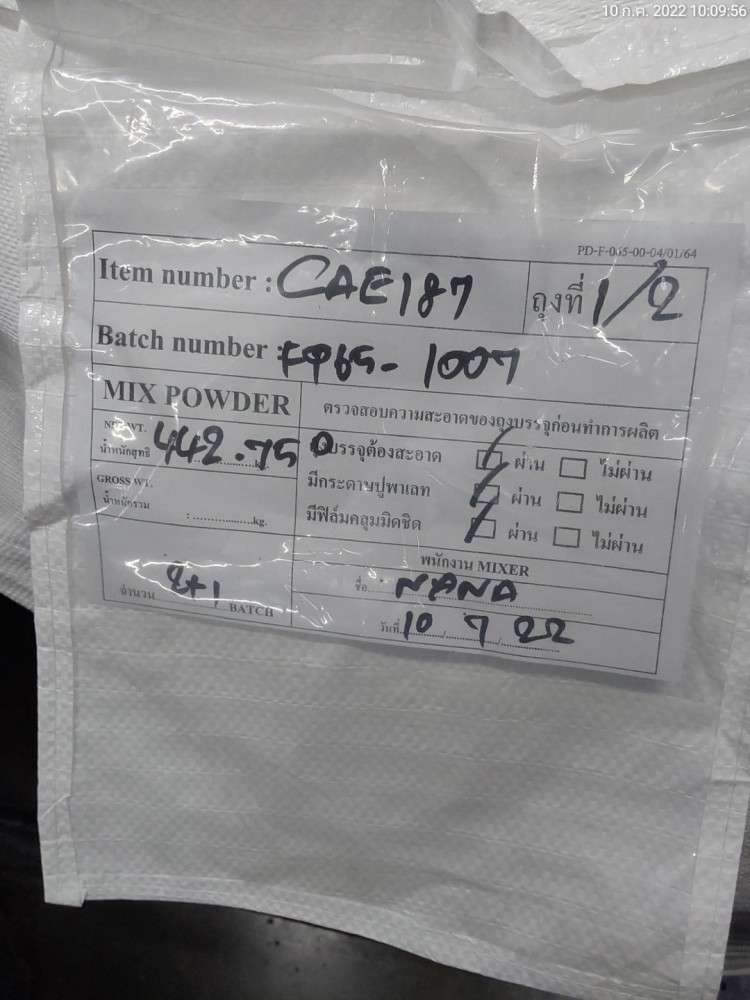 10 ก.ค. 2022 10:09:56
PD-F-065-00-04/01/64
Item number : CAE187
ถุงที่ 1/2
Batch number : FP65-1007
MIX POWDER
ตรวจสอบความสะอาดของถุงบรรจุก่อนทำการผลิต
NET WT.
น้ำหนักสุทธิ 442.750 kg.
ถุงบรรจุต้องสะอาด ผ่าน ไม่ผ่าน
มีกระดาษปูพาเลท ผ่าน ไม่ผ่าน
GROSS WT.
น้ำหนักรวม :..............kg.
มีฟิล์มคลุมมิดชิด ผ่าน ไม่ผ่าน
พนักงาน MIXER
ชื่อ NANA
จำนวน 2+1 BATCH
วันที่ 10/7/22